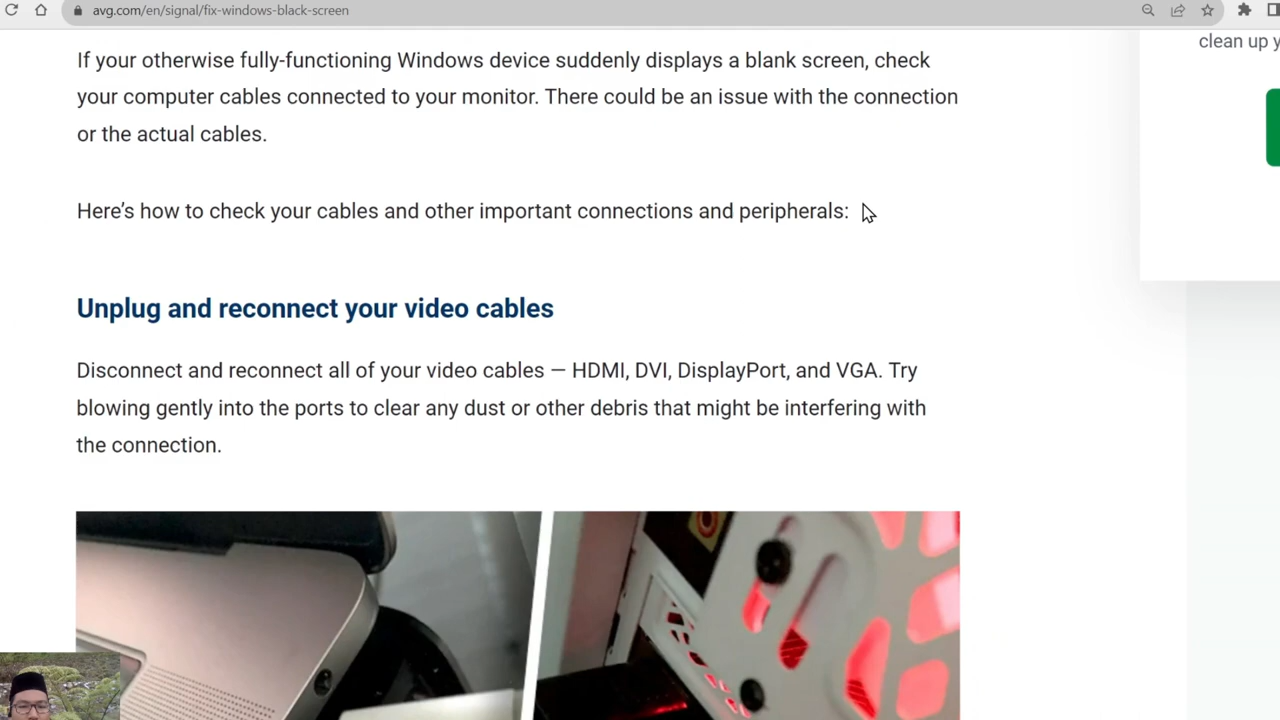 avg.com/en/signal/fix-windows-black-screen
clean up y
If your otherwise fully-functioning Windows device suddenly displays a blank screen, check
your computer cables connected to your monitor. There could be an issue with the connection
or the actual cables.
Here’s how to check your cables and other important connections and peripherals:
Unplug and reconnect your video cables
Disconnect and reconnect all of your video cables — HDMI, DVI, DisplayPort, and VGA. Try
blowing gently into the ports to clear any dust or other debris that might be interfering with
the connection.